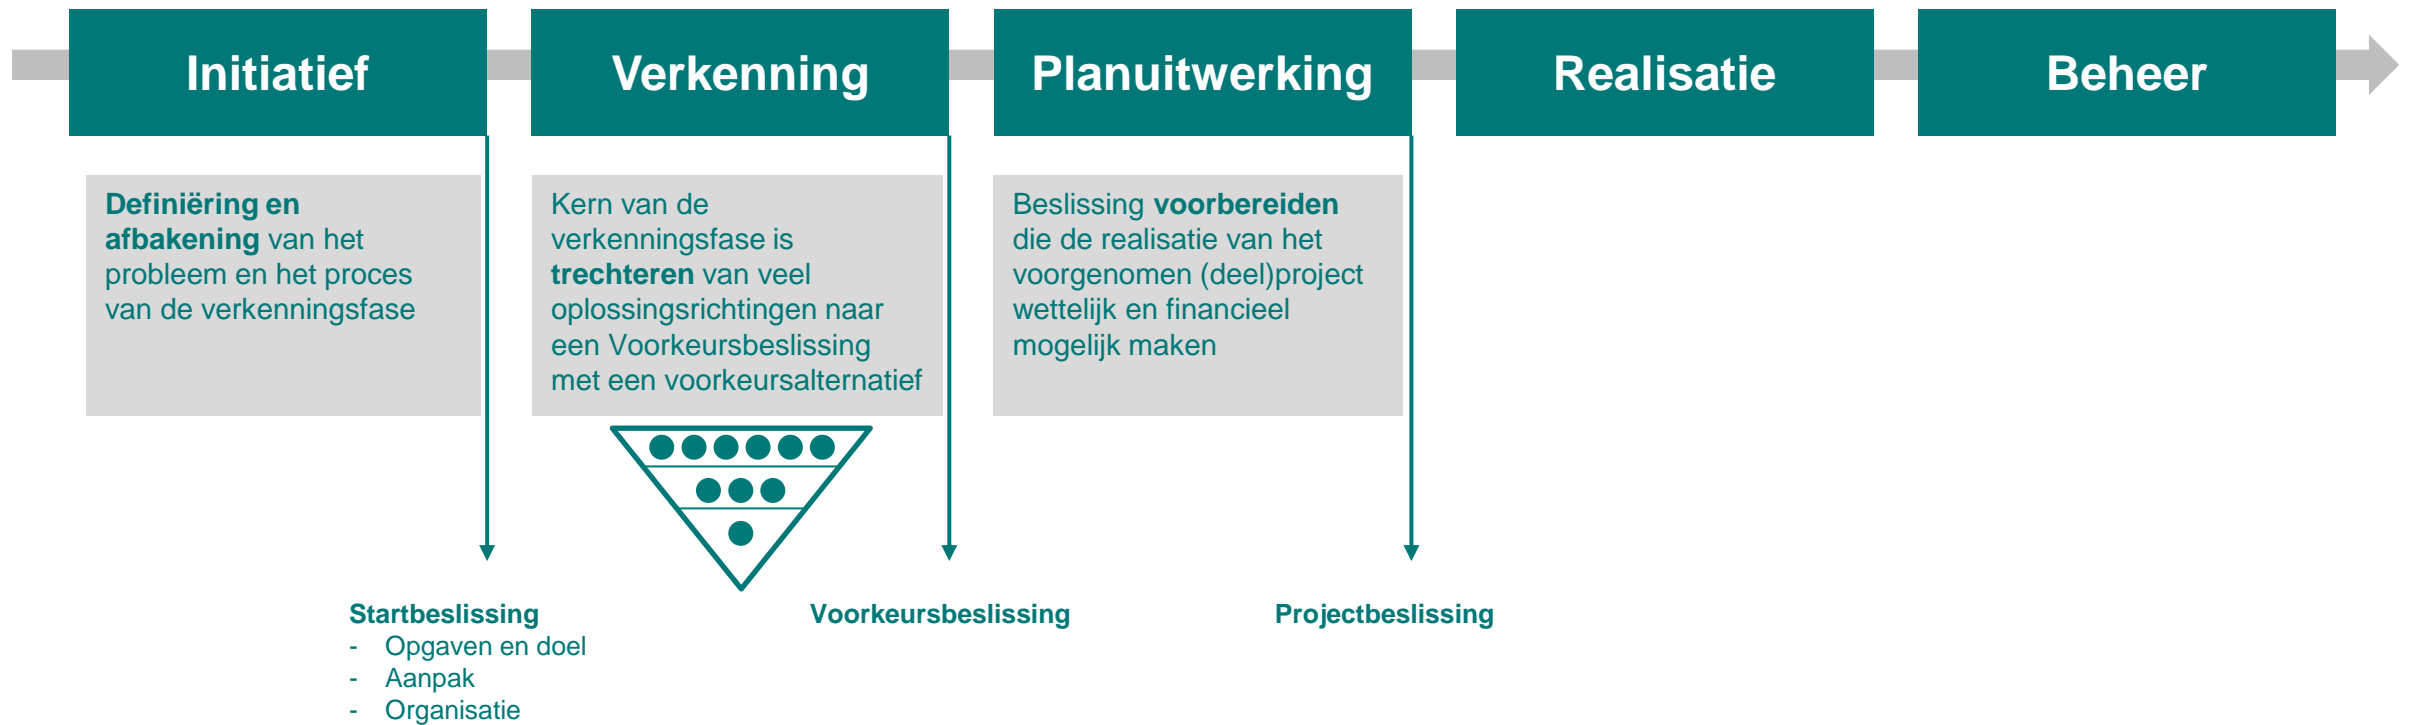 Initiatief
Verkenning
Planuitwerking
Realisatie
Beheer
Definiëring en
afbakening van het
probleem en het proces
van de verkenningsfase
Kern van de
verkenningsfase is
trechteren van veel
oplossingsrichtingen naar
een Voorkeursbeslissing
met een voorkeursalternatief
Beslissing voorbereiden
die de realisatie van het
voorgenomen (deel)project
wettelijk en financieel
mogelijk maken
Startbeslissing
- Opgaven en doel
- Aanpak
- Organisatie
Voorkeursbeslissing
Projectbeslissing